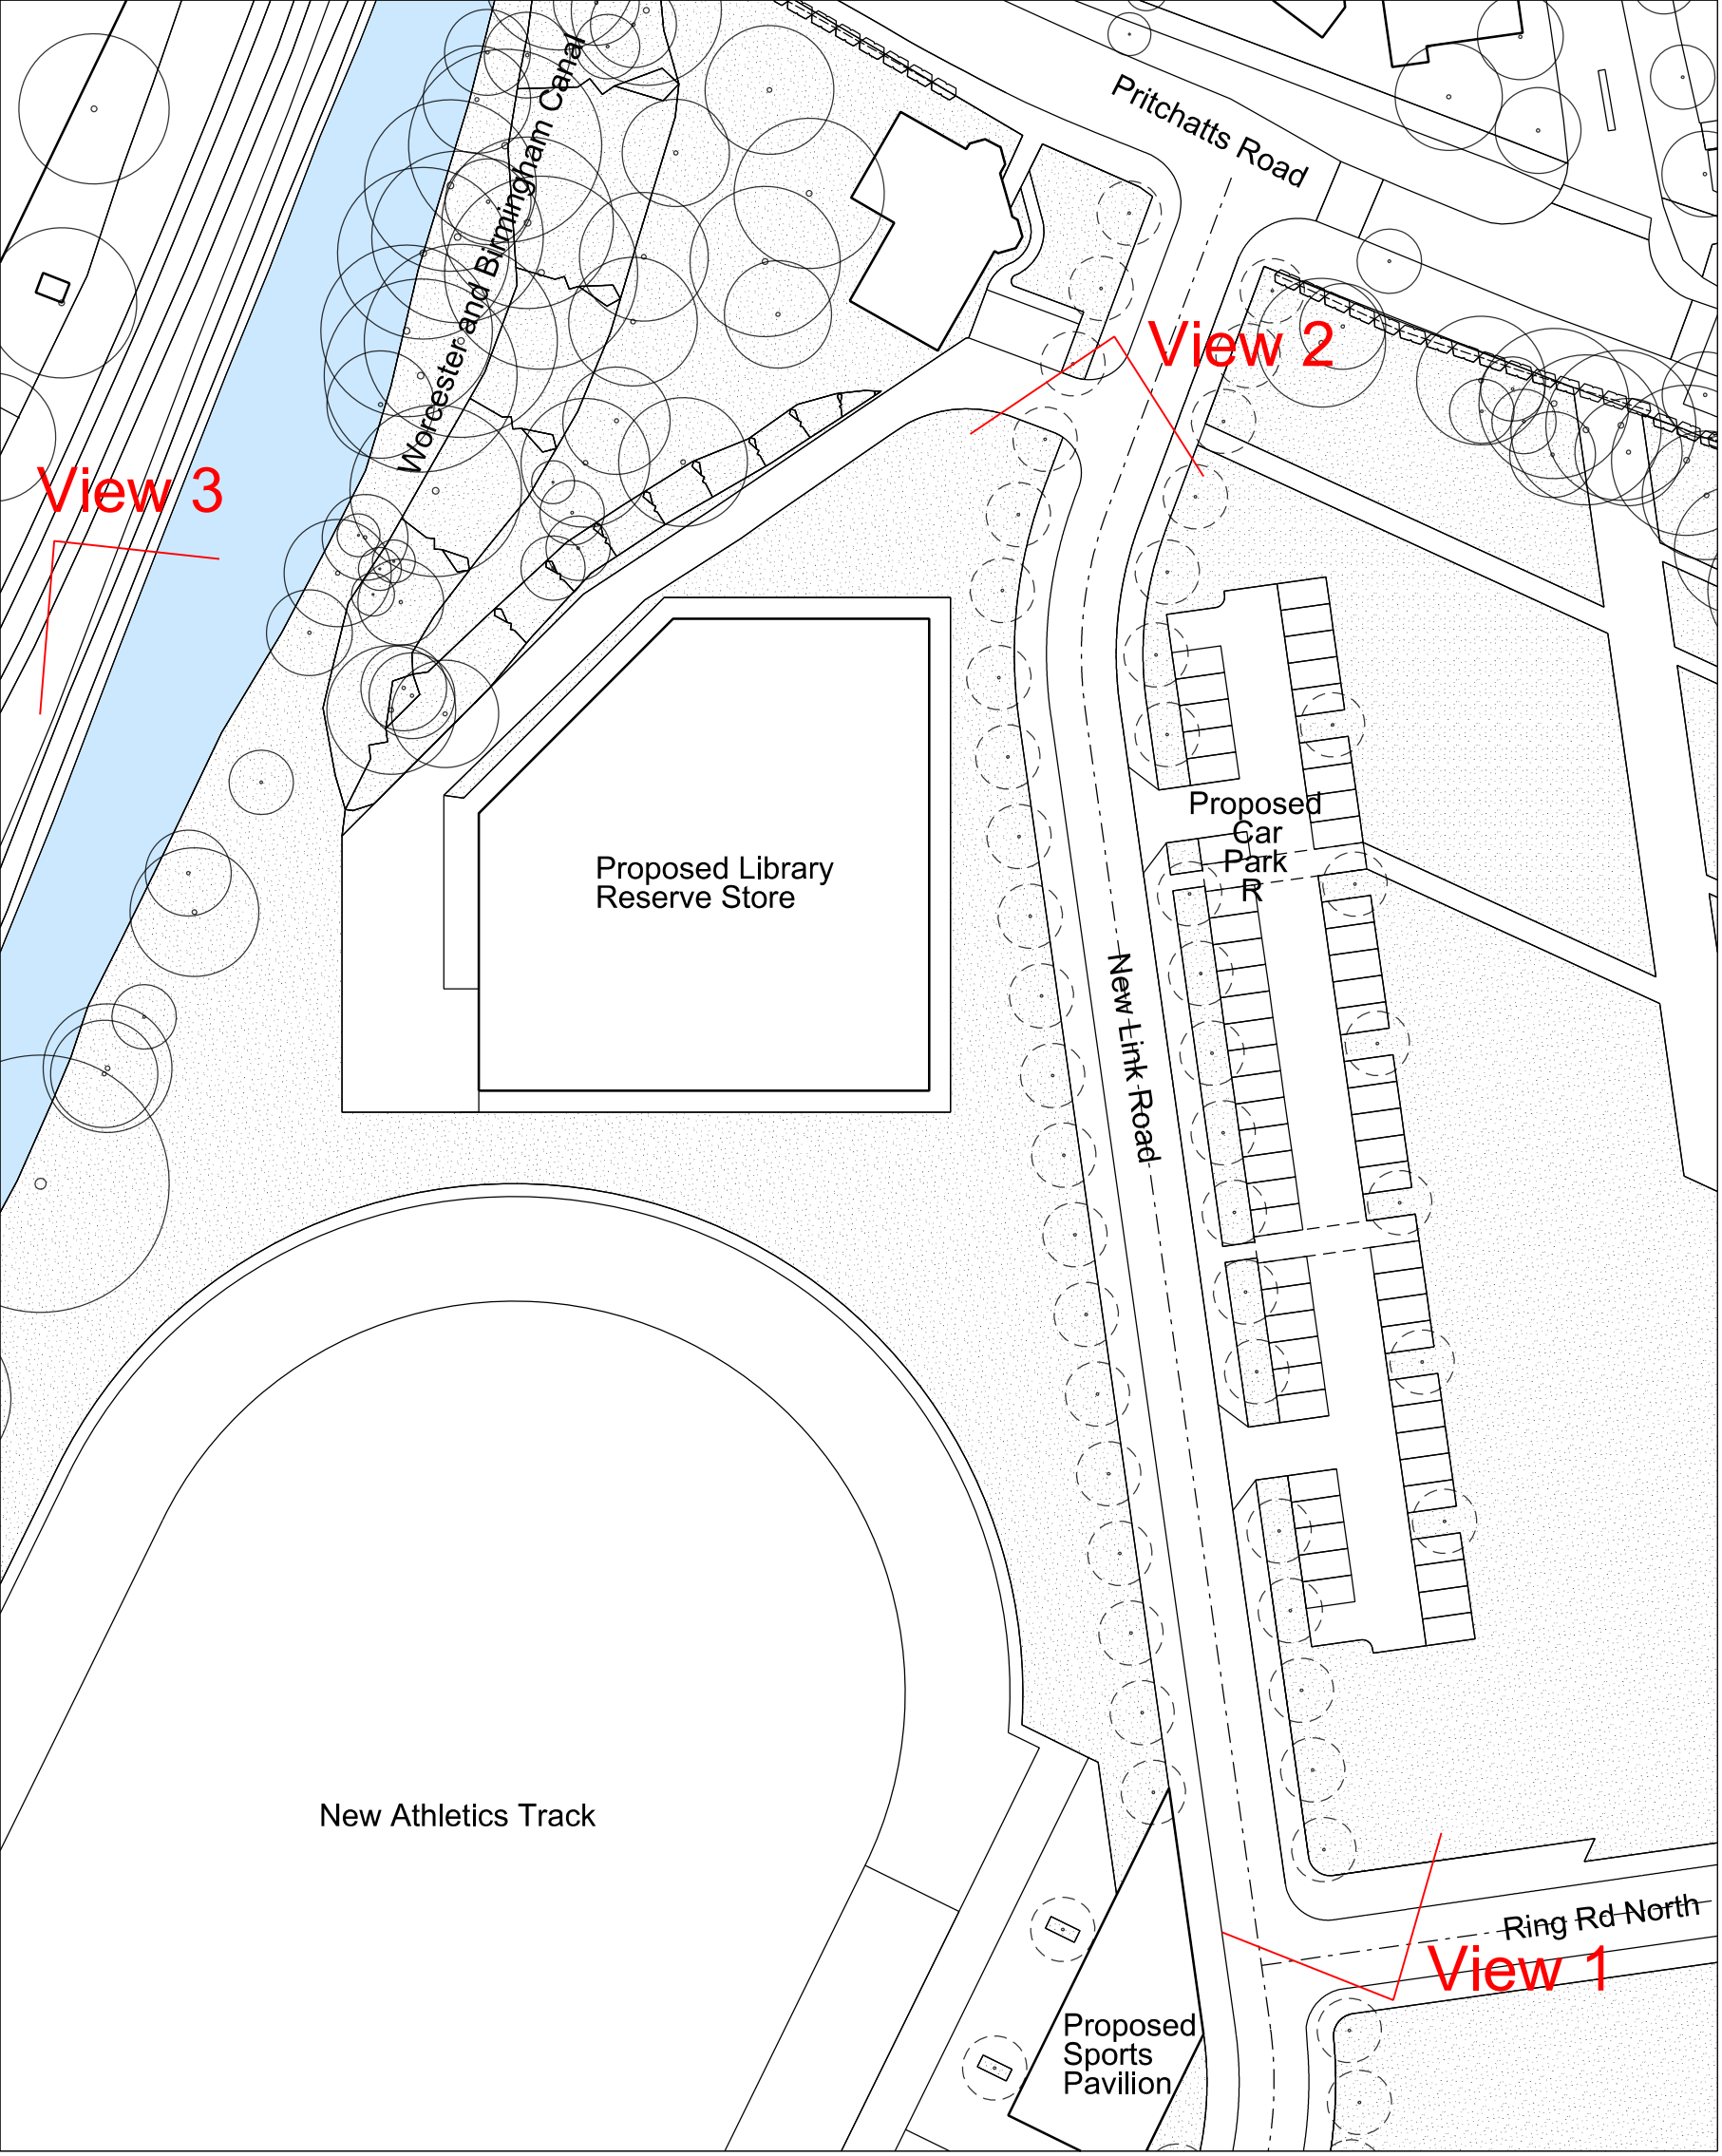 Worcester and Birmingham Canal
Pritchatts Road
View 2
View 3
Proposed
Car
Park
R
Proposed Library
Reserve Store
New Link Road
New Athletics Track
Ring Rd North
View 1
Proposed
Sports
Pavilion